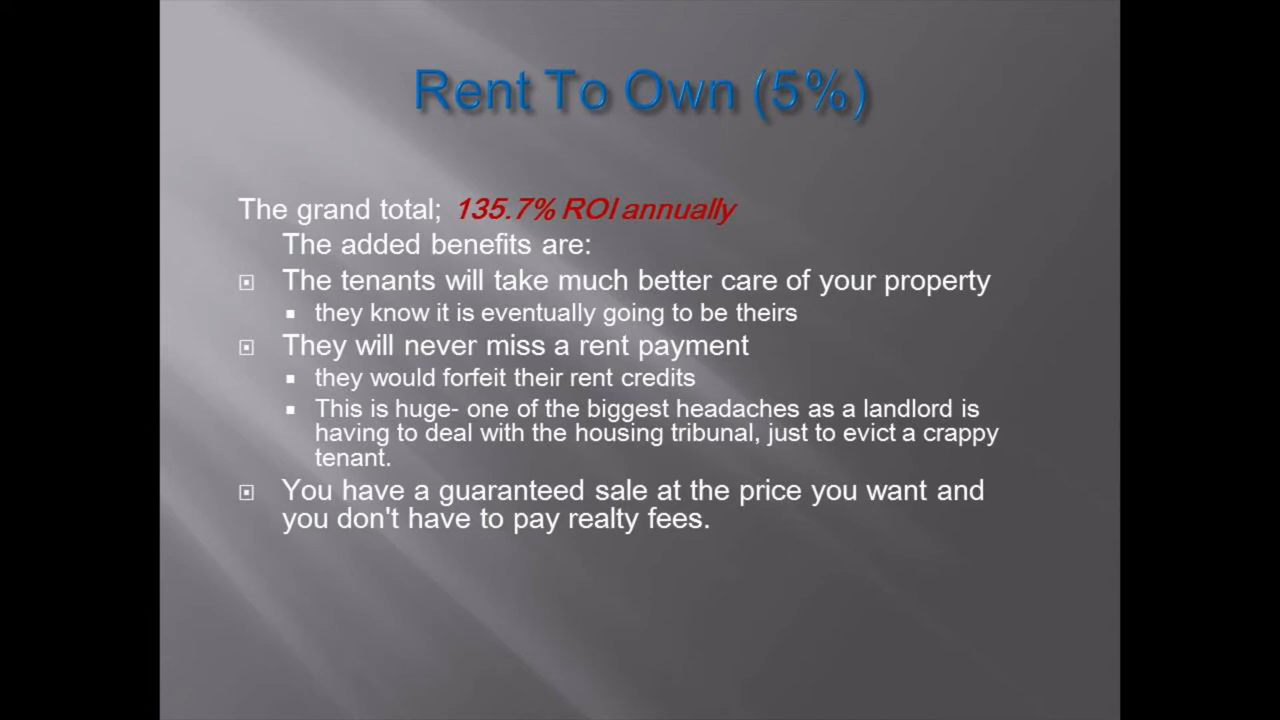 Rent To Own (5%)
The grand total; 135.7% ROI annually
The added benefits are:
The tenants will take much better care of your property
they know it is eventually going to be theirs
They will never miss a rent payment
they would forfeit their rent credits
This is huge- one of the biggest headaches as a landlord is
having to deal with the housing tribunal, just to evict a crappy
tenant.
You have a guaranteed sale at the price you want and
you don't have to pay realty fees.